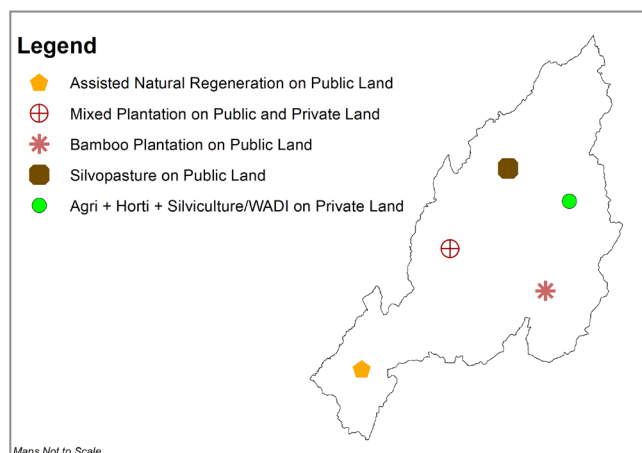 Legend
Assisted Natural Regeneration on Public Land
Mixed Plantation on Public and Private Land
Bamboo Plantation on Public Land
Silvopasture on Public Land
Agri + Horti + Silviculture/WADI on Private Land
Maps Not to Scale